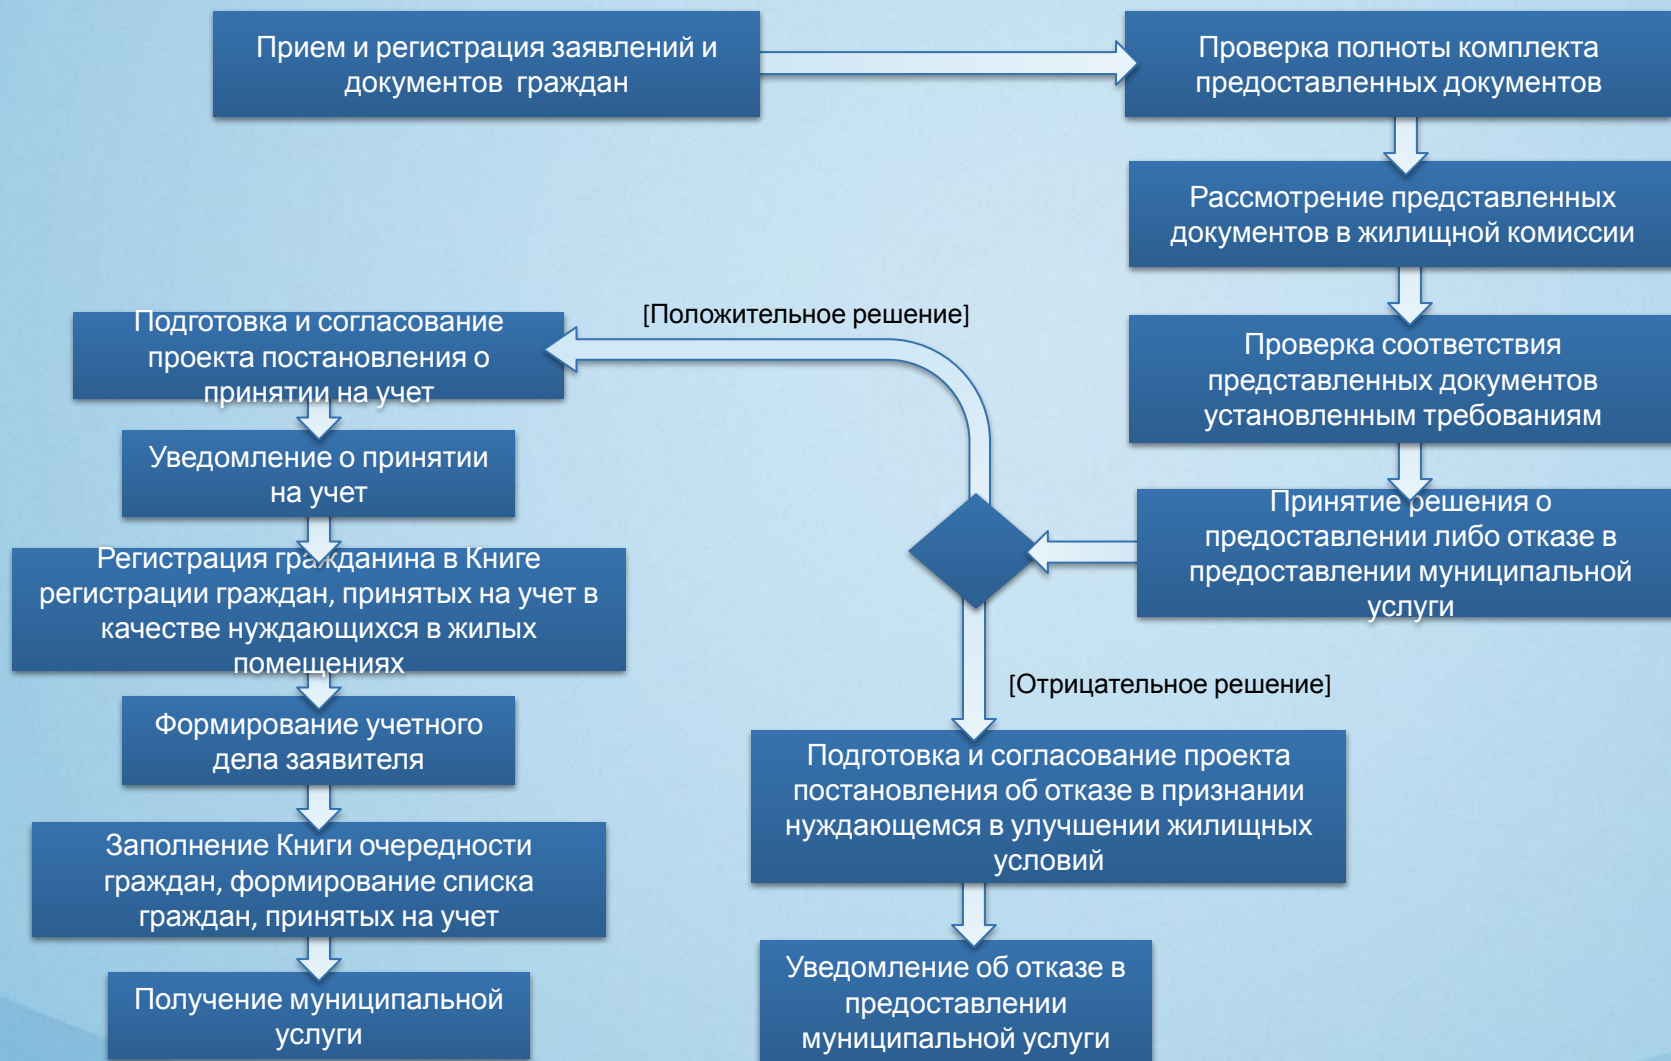 Прием и регистрация заявлений и
документов граждан
Проверка полноты комплекта
предоставленных документов
Рассмотрение представленных
документов в жилищной комиссии
Проверка соответствия
представленных документов
установленным требованиям
Принятие решения о
предоставлении либо отказе в
предоставлении муниципальной
услуги
[Положительное решение]
Подготовка и согласование
проекта постановления о
принятии на учет
Уведомление о принятии
на учет
Регистрация гражданина в Книге
регистрации граждан, принятых на учет в
качестве нуждающихся в жилых
помещениях
Формирование учетного
дела заявителя
Заполнение Книги очередности
граждан, формирование списка
граждан, принятых на учет
Получение муниципальной
услуги
[Отрицательное решение]
Подготовка и согласование проекта
постановления об отказе в признании
нуждающемся в улучшении жилищных
условий
Уведомление об отказе в
предоставлении
муниципальной услуги